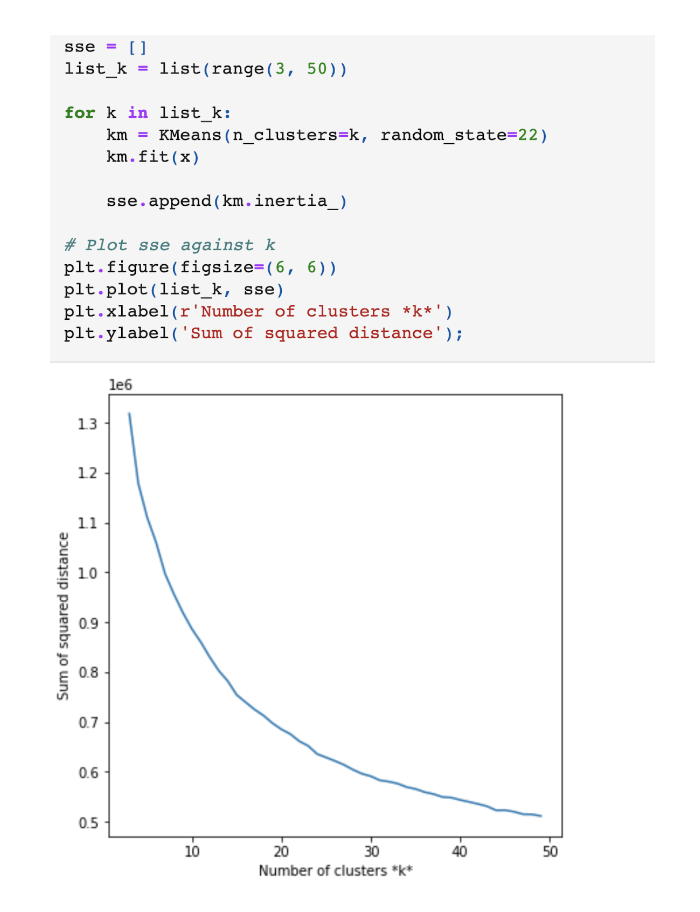 sse = []
list_k = list(range(3, 50))
for k in list_k:
    km = KMeans(n_clusters=k, random_state=22)
    km.fit(x)
    sse.append(km.inertia_)
# Plot sse against k
plt.figure(figsize=(6, 6))
plt.plot(list_k, sse)
plt.xlabel(r'Number of clusters *k*')
plt.ylabel('Sum of squared distance');
1e6
1.3
1.2
1.1
1.0
0.9
0.8
0.7
0.6
0.5
Sum of squared distance
10 20 30 40 50
Number of clusters *k*